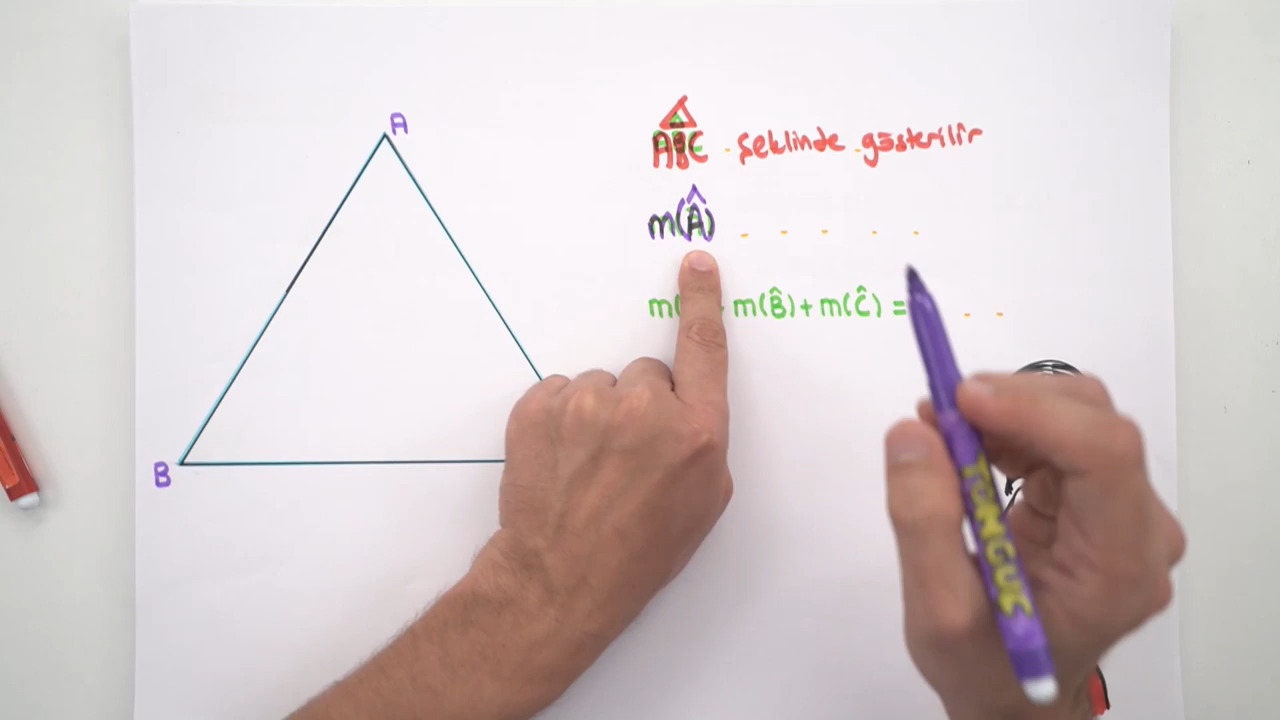 A
ABC şeklinde gösterilir
m(Â)
m( m(B̂) + m(Ĉ) =
B
TONGUÇ